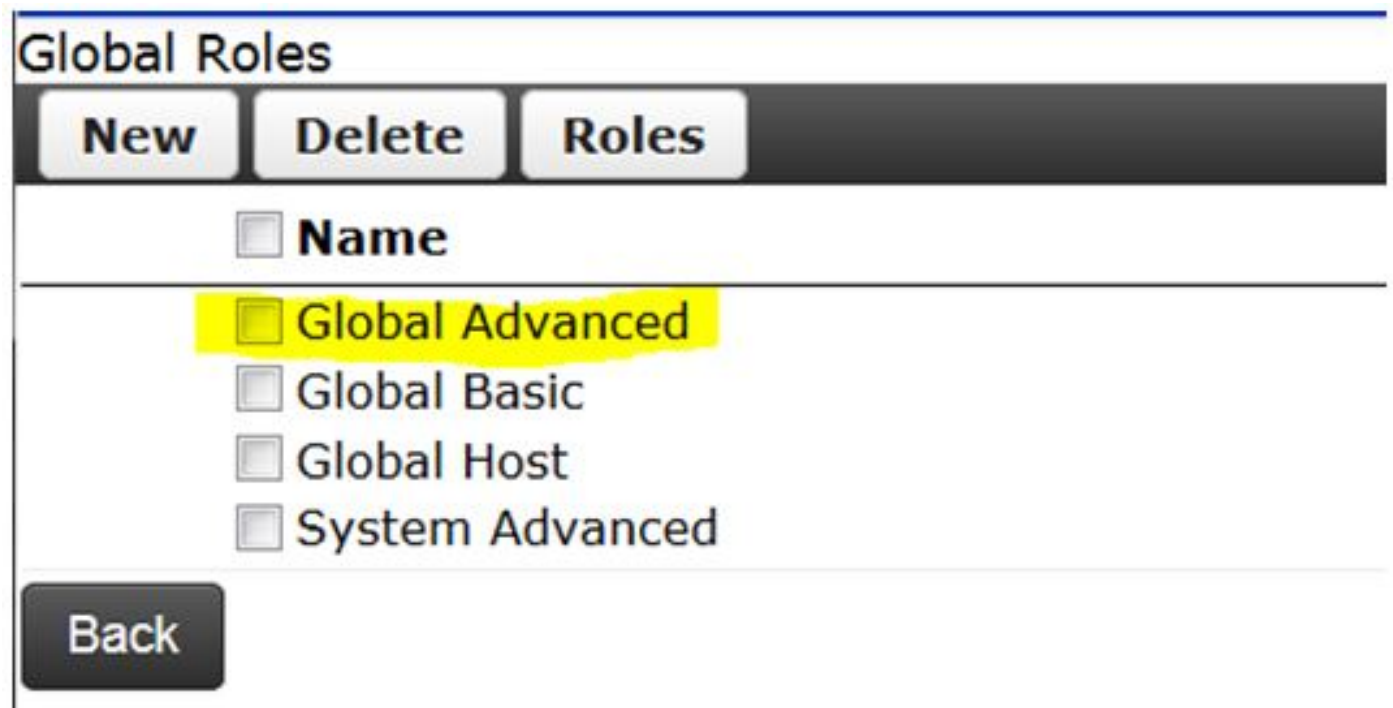 Global Roles
New Delete Roles
Name
Global Advanced
Global Basic
Global Host
System Advanced
Back